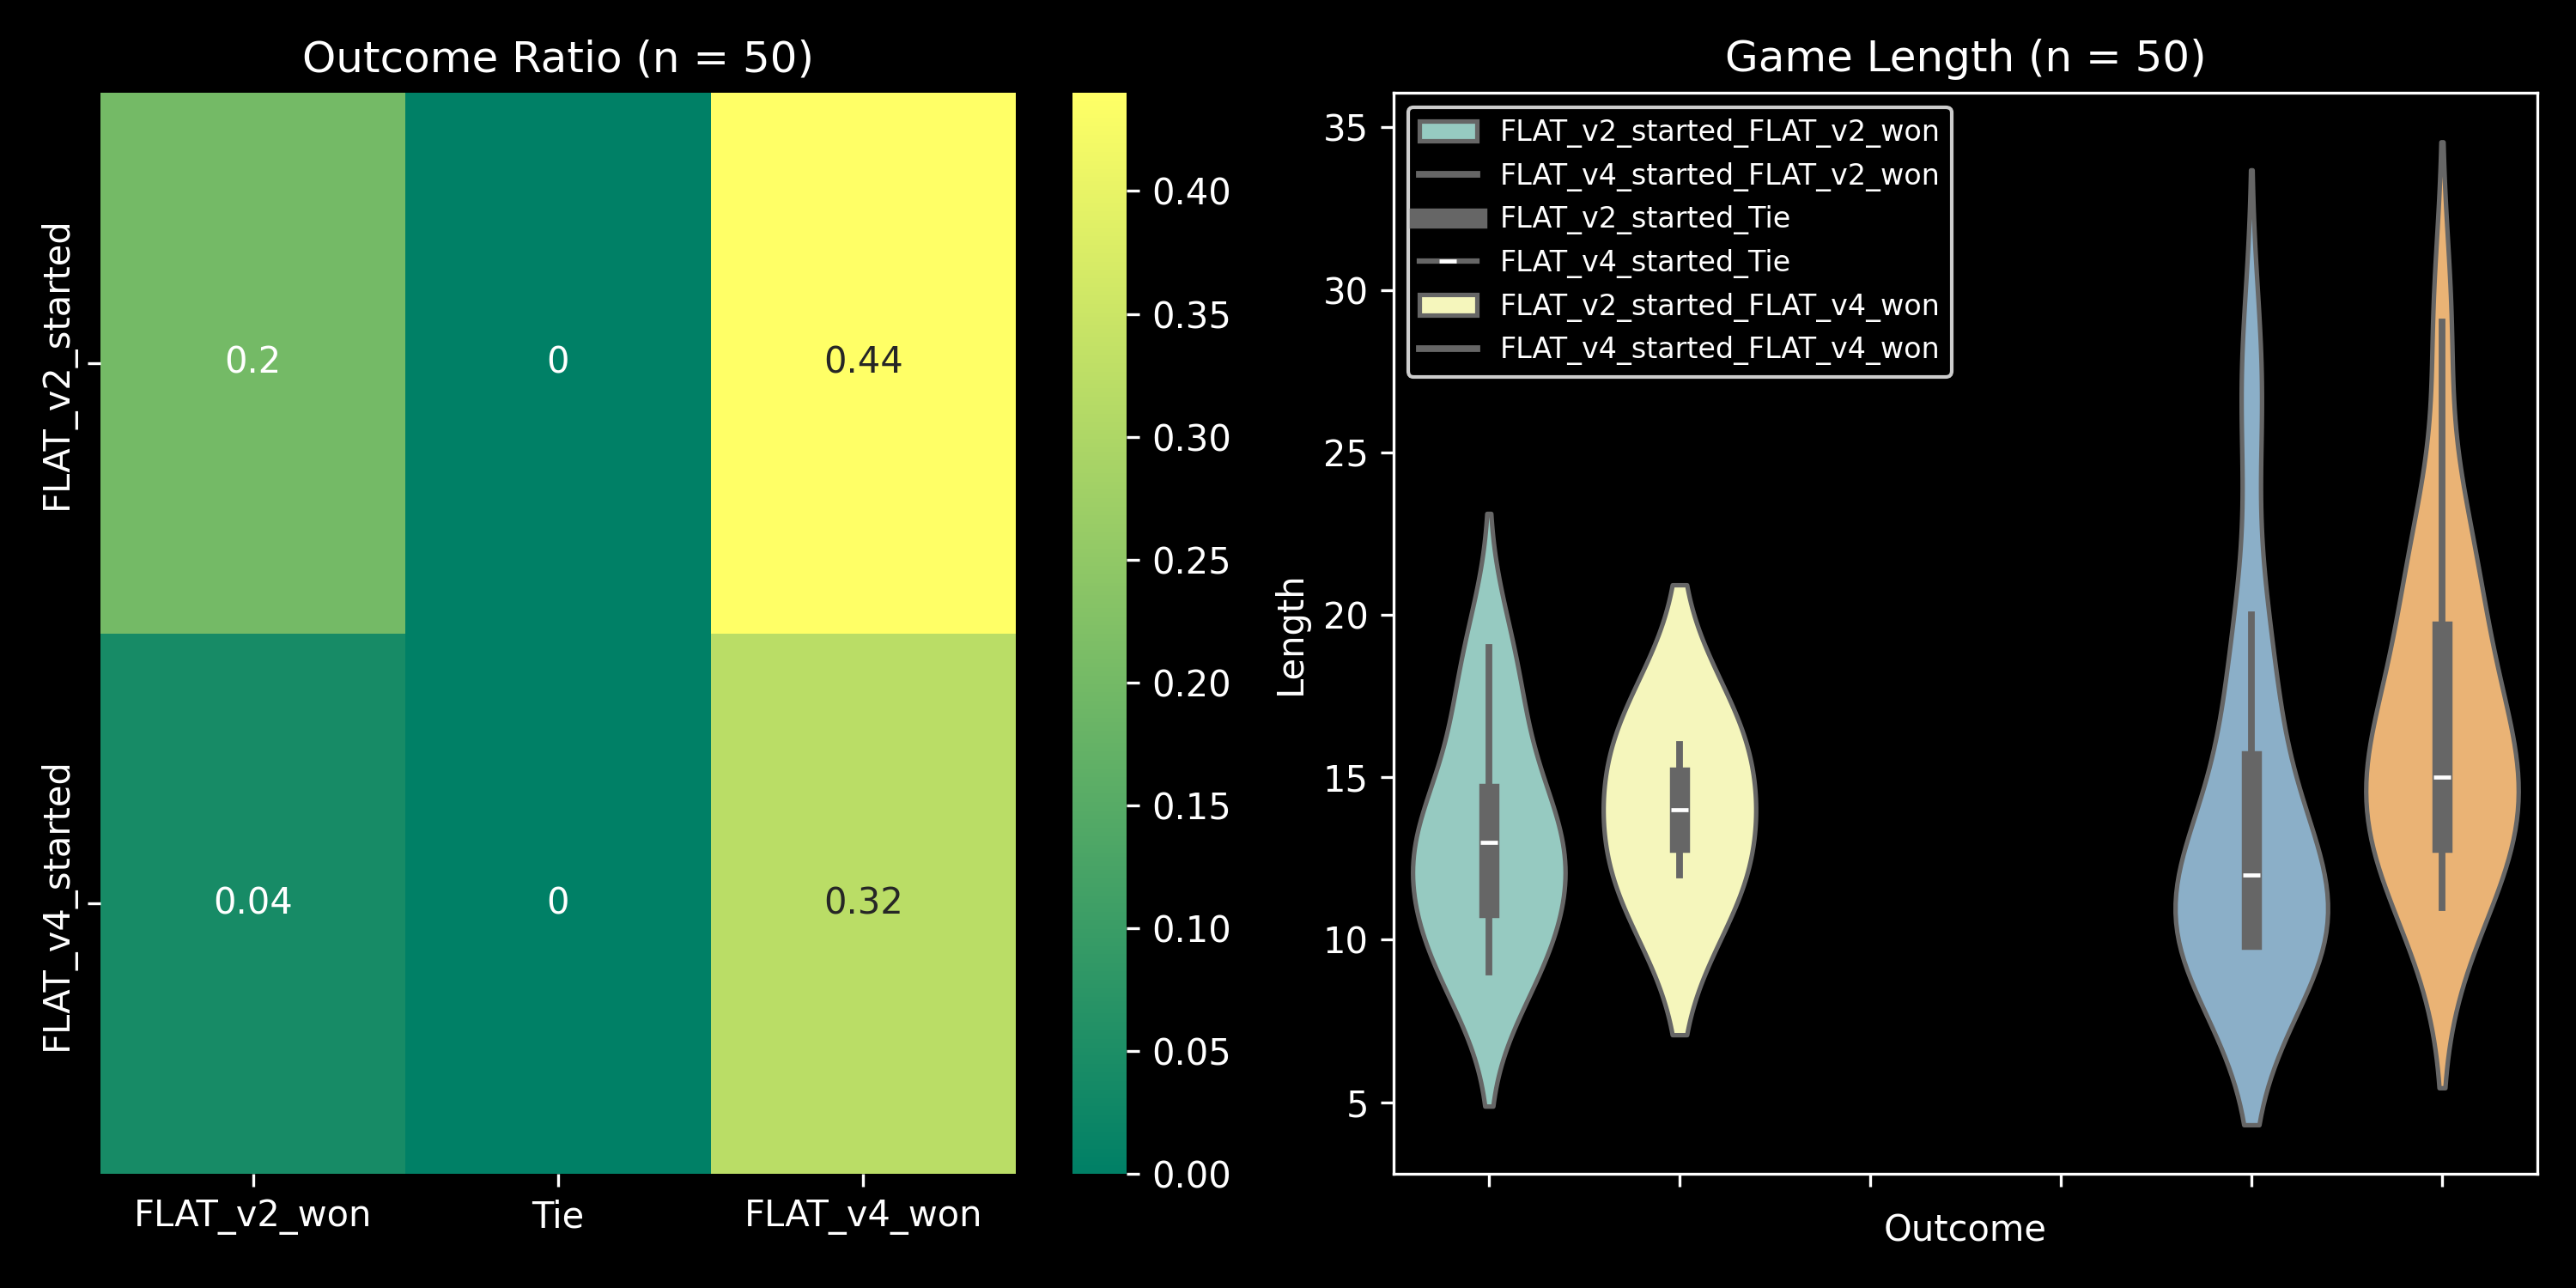 Outcome Ratio (n = 50)
FLAT_v2_started
FLAT_v4_started
0.2
0
0.44
0.04
0
0.32
FLAT_v2_won
Tie
FLAT_v4_won
0.40
0.35
0.30
0.25
0.20
0.15
0.10
0.05
0.00
Game Length (n = 50)
Length
35
30
25
20
15
10
5
FLAT_v2_started_FLAT_v2_won
FLAT_v4_started_FLAT_v2_won
FLAT_v2_started_Tie
FLAT_v4_started_Tie
FLAT_v2_started_FLAT_v4_won
FLAT_v4_started_FLAT_v4_won
Outcome